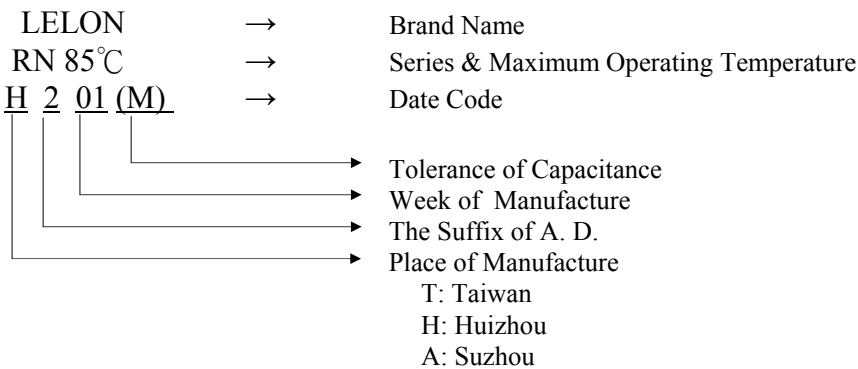 LELON → Brand Name
RN 85℃ → Series & Maximum Operating Temperature
H 2 01 (M) → Date Code
Tolerance of Capacitance
Week of Manufacture
The Suffix of A. D.
Place of Manufacture
T: Taiwan
H: Huizhou
A: Suzhou